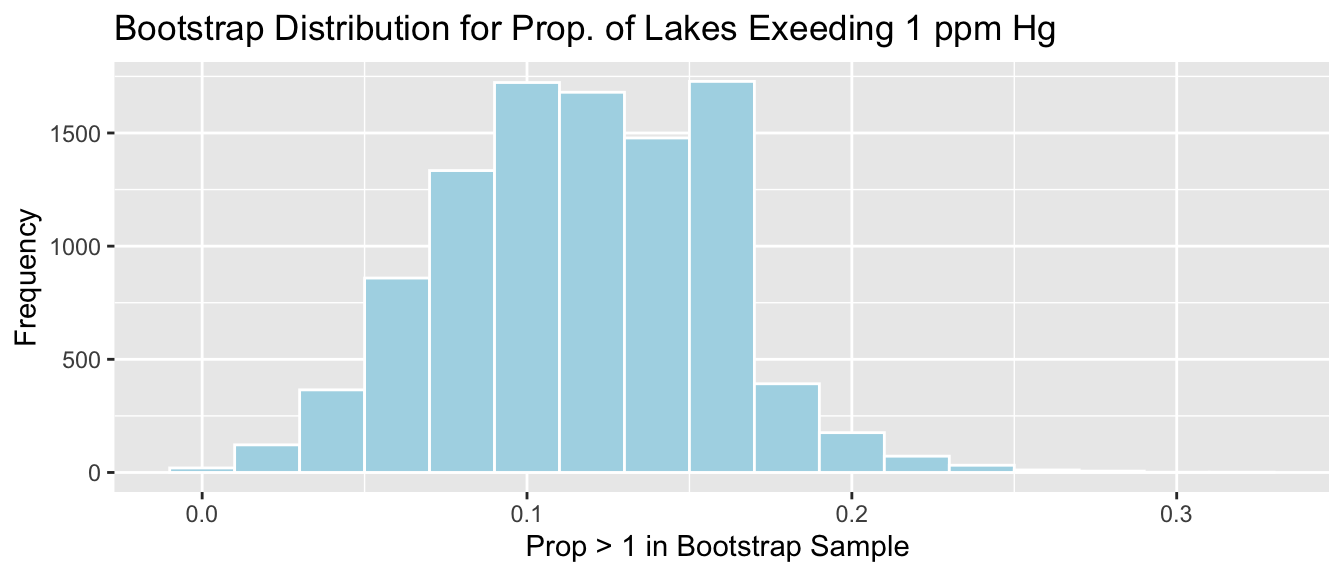 Bootstrap Distribution for Prop. of Lakes Exeeding 1 ppm Hg
Frequency
1500
1000
500
0
0.0 0.1 0.2 0.3
Prop > 1 in Bootstrap Sample